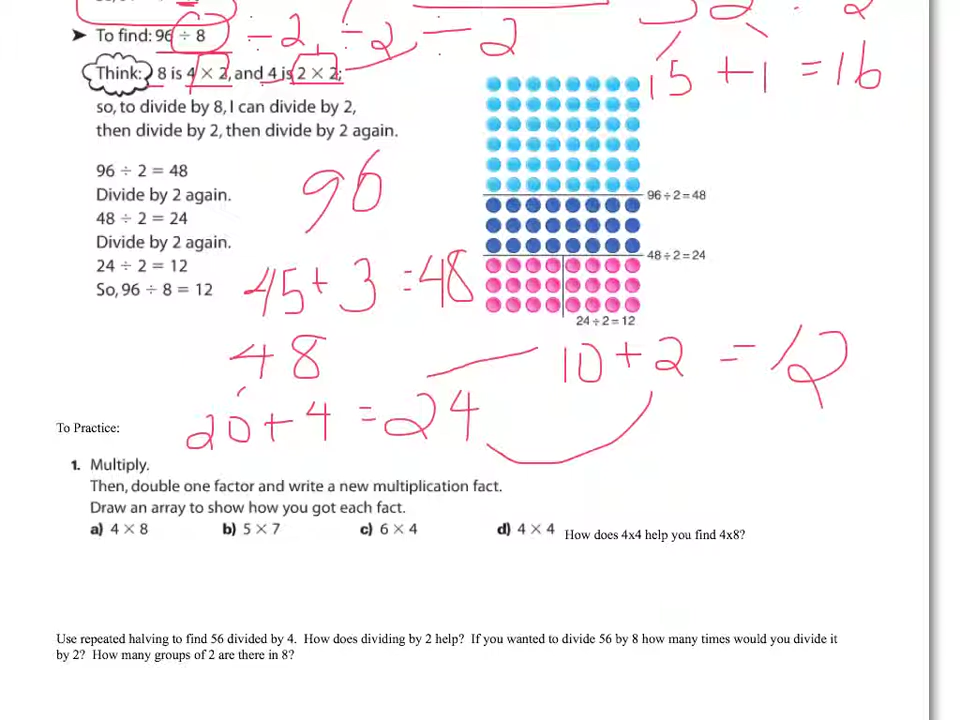 ➤ To find: 96 ÷ 8
÷ 2 ÷ 2 ÷ 2
Think: 8 is 4 × 2, and 4 is 2 × 2;
so, to divide by 8, I can divide by 2,
then divide by 2, then divide by 2 again.
15 + 1 = 16
96 ÷ 2 = 48
Divide by 2 again.
48 ÷ 2 = 24
Divide by 2 again.
24 ÷ 2 = 12
So, 96 ÷ 8 = 12
96
45 + 3 = 48
48
20 + 4 = 24
96 ÷ 2 = 48
48 ÷ 2 = 24
24 ÷ 2 = 12
10 + 2 = 12
To Practice:
1. Multiply.
Then, double one factor and write a new multiplication fact.
Draw an array to show how you got each fact.
a) 4 × 8 b) 5 × 7 c) 6 × 4 d) 4 × 4 How does 4x4 help you find 4x8?
Use repeated halving to find 56 divided by 4. How does dividing by 2 help? If you wanted to divide 56 by 8 how many times would you divide it
by 2? How many groups of 2 are there in 8?